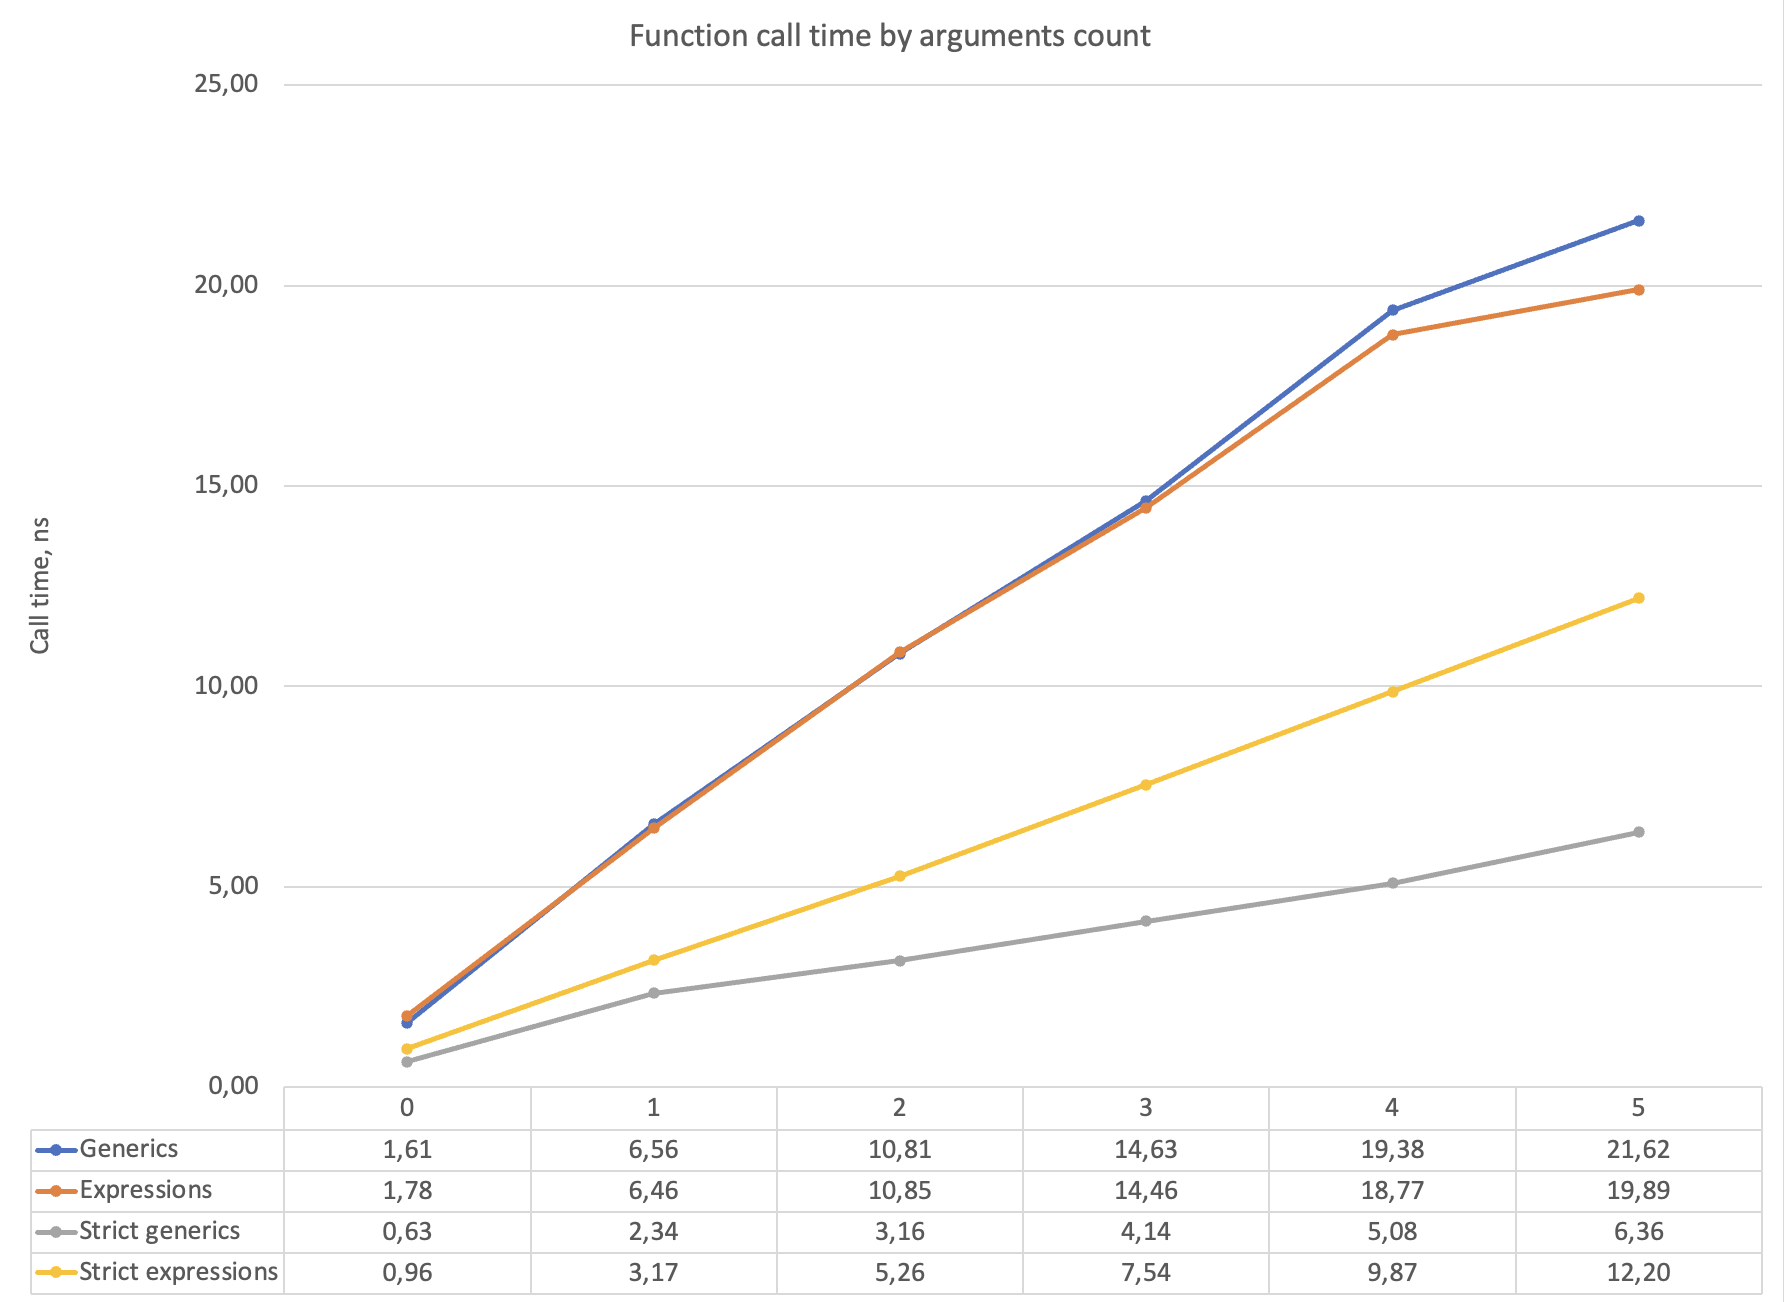 Function call time by arguments count
25,00
20,00
15,00
10,00
5,00
0,00
Call time, ns
0 1 2 3 4 5
Generics 1,61 6,56 10,81 14,63 19,38 21,62
Expressions 1,78 6,46 10,85 14,46 18,77 19,89
Strict generics 0,63 2,34 3,16 4,14 5,08 6,36
Strict expressions 0,96 3,17 5,26 7,54 9,87 12,20